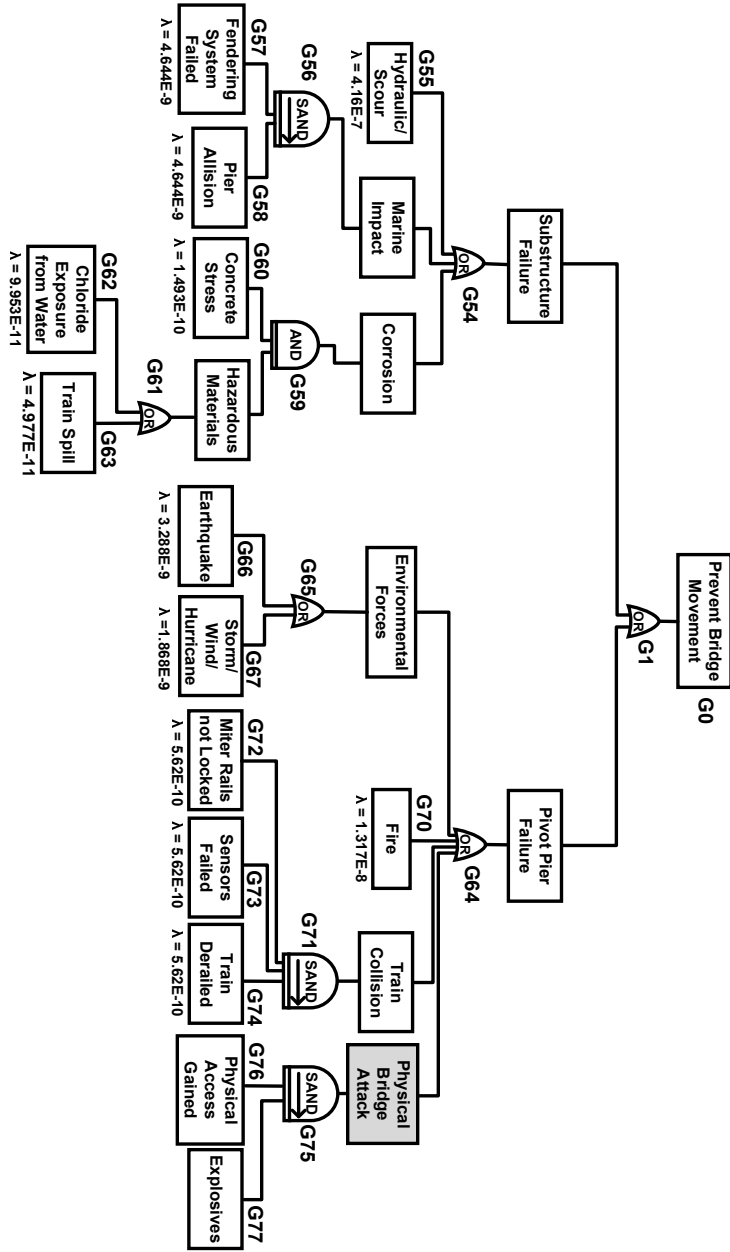 Prevent Bridge
Movement
G0
OR
G1
Substructure
Failure
Pivot Pier
Failure
OR
G54
OR
G64
G55
Hydraulic/
Scour
λ = 4.16E-7
Marine
Impact
Corrosion
Environmental
Forces
G70
Fire
λ = 1.317E-8
Train
Collision
Physical
Bridge
Attack
G56
SAND
AND
G59
G65
OR
G71
SAND
SAND
G75
G57
Fendering
System
Failed
λ = 4.644E-9
G58
Pier
Allision
λ = 4.644E-9
G60
Concrete
Stress
λ = 1.493E-10
Hazardous
Materials
G66
Earthquake
λ = 3.288E-9
G67
Storm/
Wind/
Hurricane
λ =1.868E-9
G72
Miter Rails
not Locked
λ = 5.62E-10
G73
Sensors
Failed
λ = 5.62E-10
G74
Train
Derailed
λ = 5.62E-10
G76
Physical
Access
Gained
G77
Explosives
G61
OR
G62
Chloride
Exposure
from Water
λ = 9.953E-11
G63
Train Spill
λ = 4.977E-11